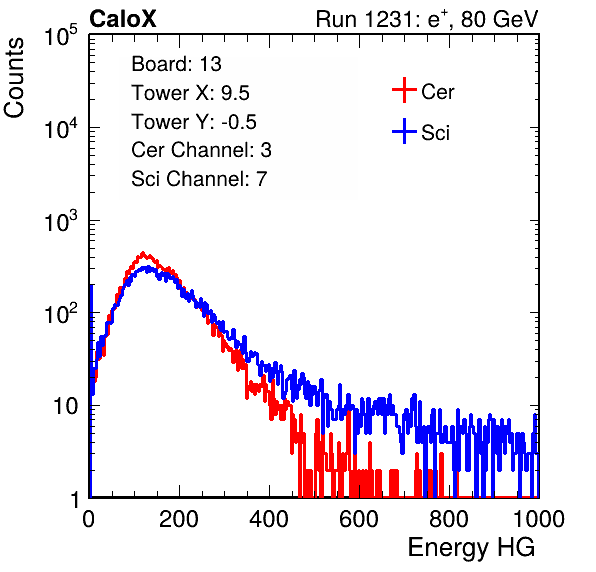 CaloX Run 1231: e⁺, 80 GeV
Counts
Board: 13
Tower X: 9.5
Tower Y: -0.5
Cer Channel: 3
Sci Channel: 7
Cer
Sci
10⁵
10⁴
10³
10²
10
1
0 200 400 600 800 1000
Energy HG